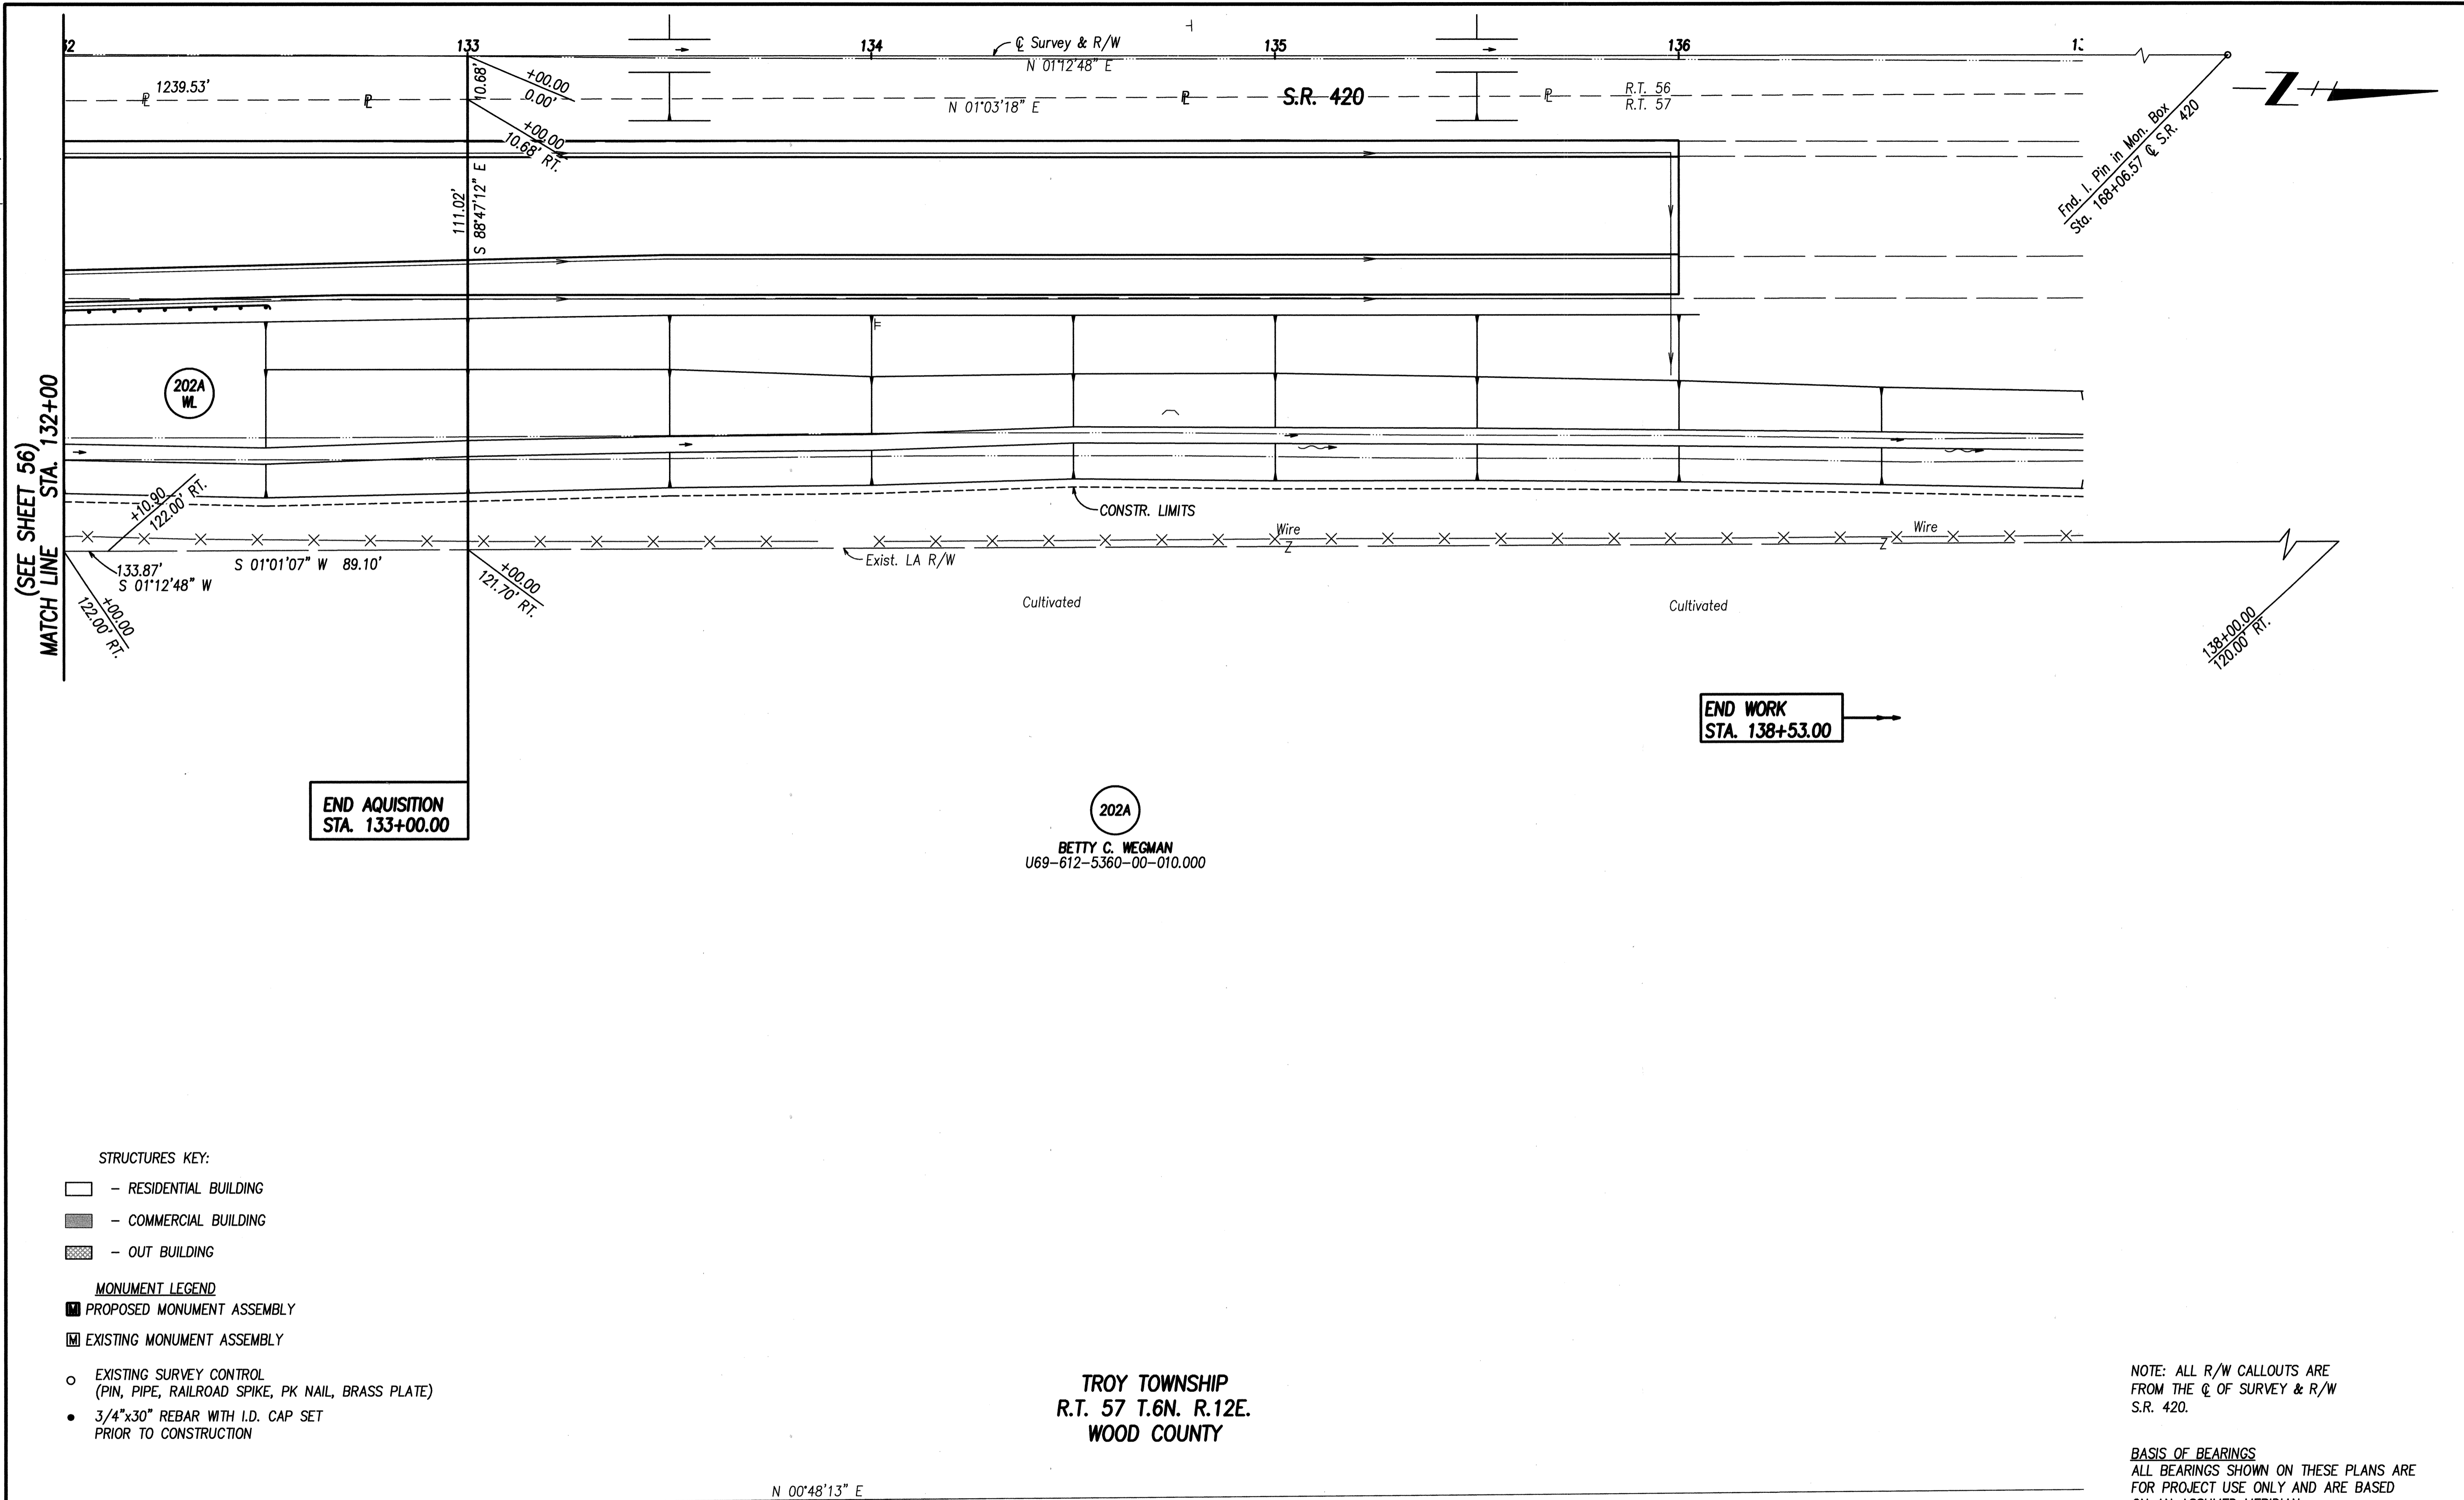 133
134
135
136
℄ Survey & R/W
N 01°12'48" E
1239.53'
10.68'
+00.00
0.00'
N 01°03'18" E
S.R. 420
R.T. 56
R.T. 57
+00.00
10.68' RT.
Fnd. I. Pin in Mon. Box
Sta. 168+06.57 ℄ S.R. 420
111.02'
S 88°47'12" E
(SEE SHEET 56)
MATCH LINE STA. 132+00
202A
WL
+10.90
122.00' RT.
CONSTR. LIMITS
Wire
Wire
133.87'
S 01°12'48" W
S 01°01'07" W 89.10'
Exist. LA R/W
+00.00
121.70' RT.
+00.00
122.00' RT.
Cultivated
Cultivated
138+00.00
120.00' RT.
END WORK
STA. 138+53.00
END AQUISITION
STA. 133+00.00
202A
BETTY C. WEGMAN
U69-612-5360-00-010.000
STRUCTURES KEY:
- RESIDENTIAL BUILDING
- COMMERCIAL BUILDING
- OUT BUILDING
MONUMENT LEGEND
M PROPOSED MONUMENT ASSEMBLY
M EXISTING MONUMENT ASSEMBLY
EXISTING SURVEY CONTROL
(PIN, PIPE, RAILROAD SPIKE, PK NAIL, BRASS PLATE)
3/4"x30" REBAR WITH I.D. CAP SET
PRIOR TO CONSTRUCTION
TROY TOWNSHIP
R.T. 57 T.6N. R.12E.
WOOD COUNTY
NOTE: ALL R/W CALLOUTS ARE
FROM THE ℄ OF SURVEY & R/W
S.R. 420.
BASIS OF BEARINGS
ALL BEARINGS SHOWN ON THESE PLANS ARE
FOR PROJECT USE ONLY AND ARE BASED
N 00°48'13" E